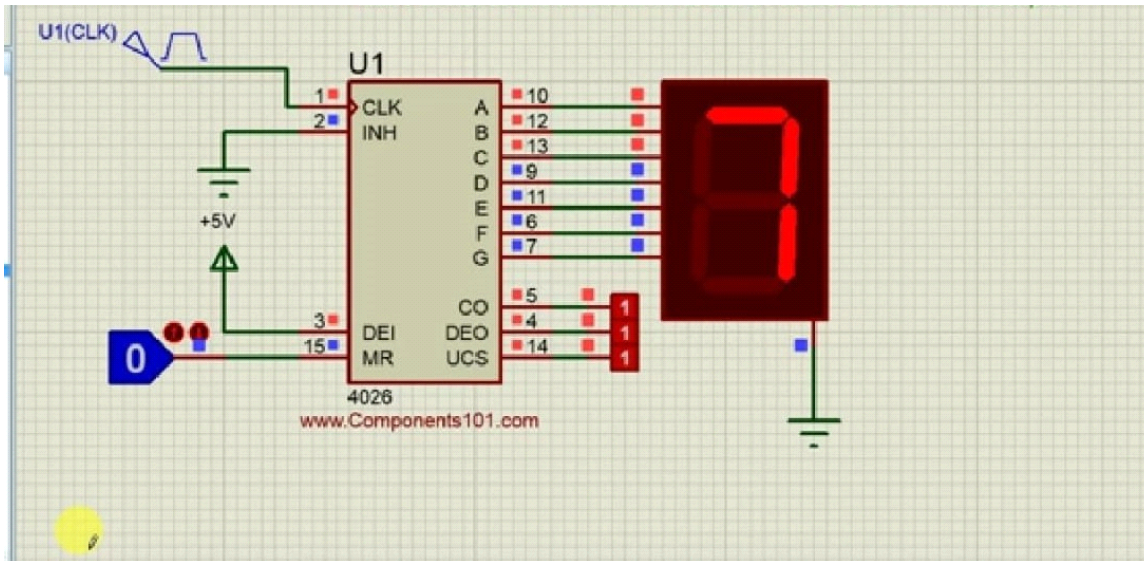 U1(CLK)
U1
1 CLK A 10
2 INH B 12
C 13
D 9
E 11
F 6
G 7
+5V
CO 5 1
3 DEI DEO 4 1
0 15 MR UCS 14 1
4026
www.Components101.com